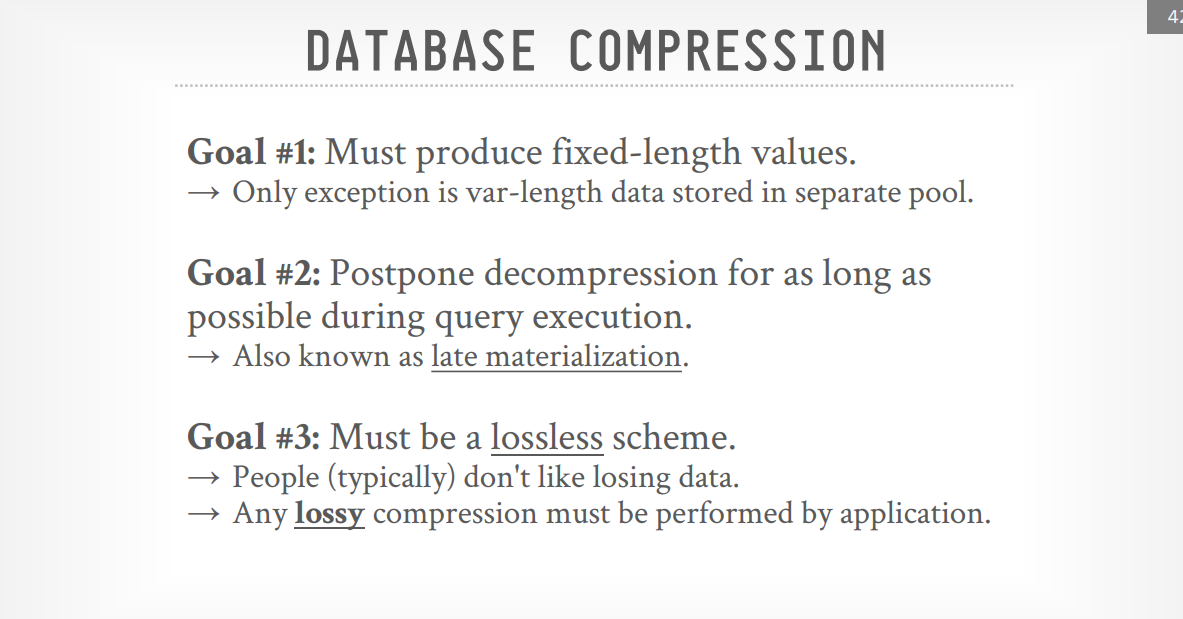 42
DATABASE COMPRESSION
Goal #1: Must produce fixed-length values.
→ Only exception is var-length data stored in separate pool.
Goal #2: Postpone decompression for as long as
possible during query execution.
→ Also known as late materialization.
Goal #3: Must be a lossless scheme.
→ People (typically) don't like losing data.
→ Any lossy compression must be performed by application.